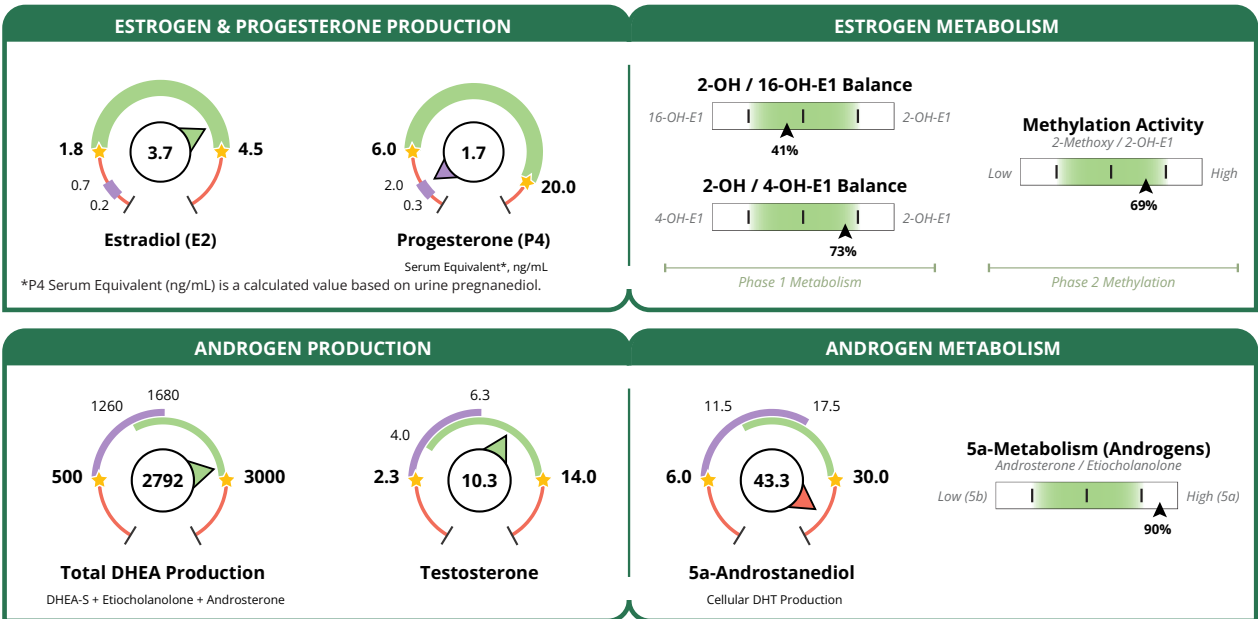 ESTROGEN & PROGESTERONE PRODUCTION
1.8
3.7
4.5
0.7
0.2
Estradiol (E2)
6.0
1.7
20.0
2.0
0.3
Progesterone (P4)
Serum Equivalent*, ng/mL
*P4 Serum Equivalent (ng/mL) is a calculated value based on urine pregnanediol.
ESTROGEN METABOLISM
2-OH / 16-OH-E1 Balance
16-OH-E1
2-OH-E1
41%
2-OH / 4-OH-E1 Balance
4-OH-E1
2-OH-E1
73%
Phase 1 Metabolism
Methylation Activity
2-Methoxy / 2-OH-E1
Low
High
69%
Phase 2 Methylation
ANDROGEN PRODUCTION
1260
1680
500
2792
3000
Total DHEA Production
DHEA-S + Etiocholanolone + Androsterone
6.3
4.0
2.3
10.3
14.0
Testosterone
ANDROGEN METABOLISM
11.5
17.5
6.0
43.3
30.0
5a-Androstanediol
Cellular DHT Production
5a-Metabolism (Androgens)
Androsterone / Etiocholanolone
Low (5b)
High (5a)
90%